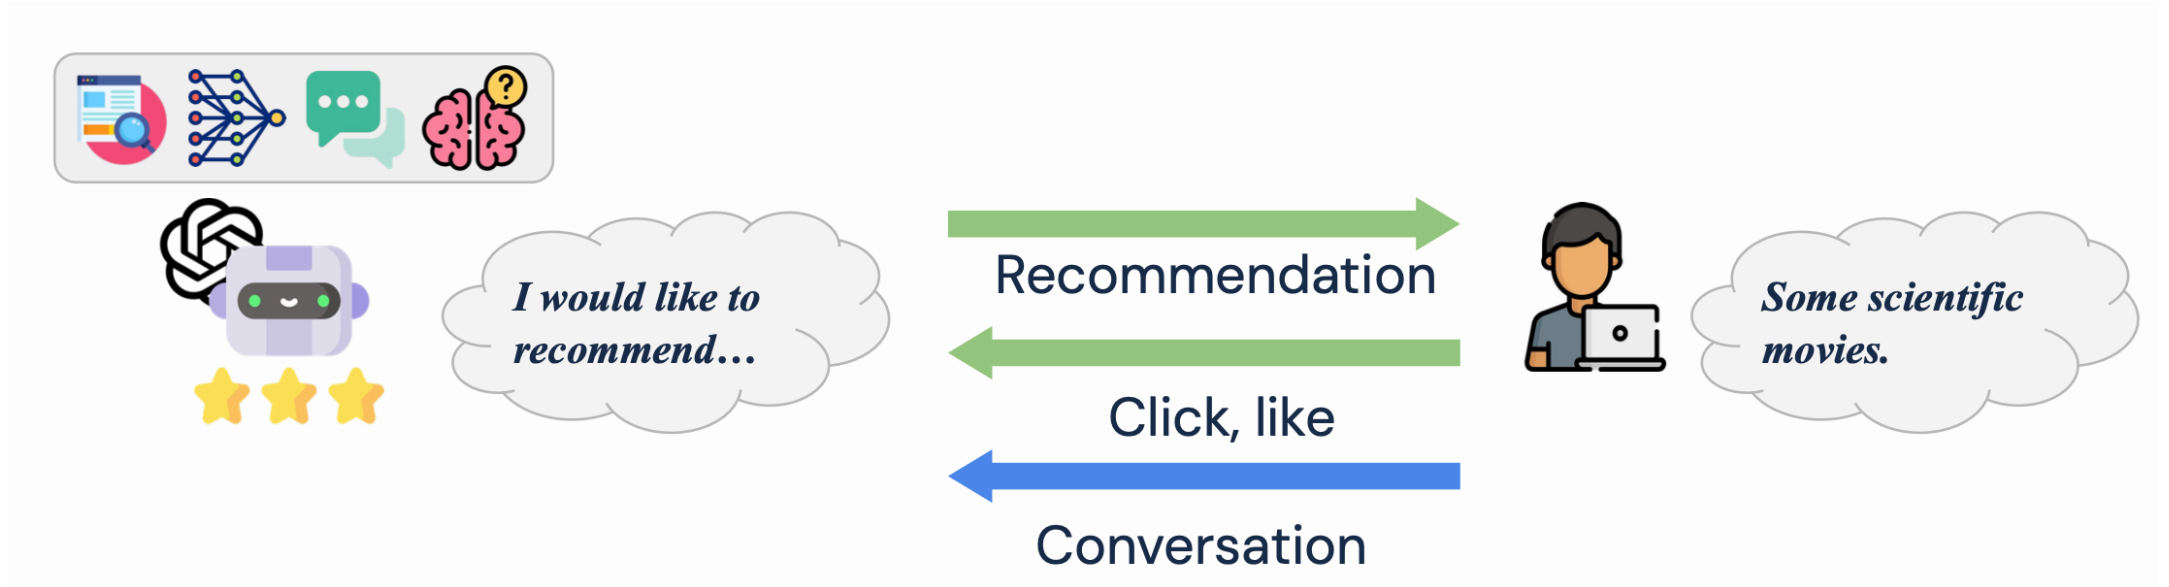 ?
I would like to
recommend...
Recommendation
Click, like
Conversation
Some scientific
movies.